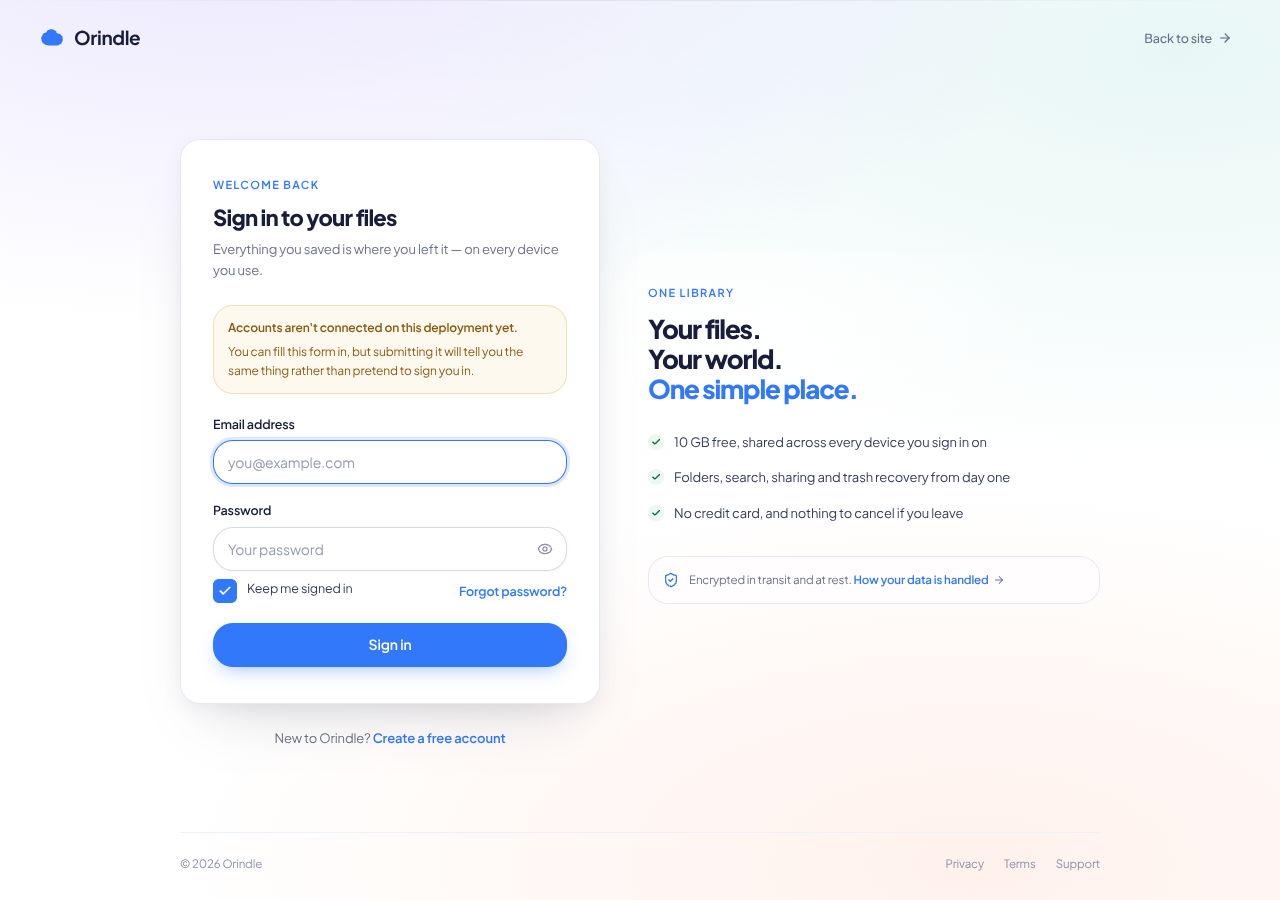 Orindle
Back to site →
WELCOME BACK
Sign in to your files
Everything you saved is where you left it — on every device
you use.
Accounts aren't connected on this deployment yet.
You can fill this form in, but submitting it will tell you the
same thing rather than pretend to sign you in.
Email address
you@example.com
Password
Your password
Keep me signed in
Forgot password?
Sign in
New to Orindle? Create a free account
ONE LIBRARY
Your files.
Your world.
One simple place.
10 GB free, shared across every device you sign in on
Folders, search, sharing and trash recovery from day one
No credit card, and nothing to cancel if you leave
Encrypted in transit and at rest. How your data is handled →
© 2026 Orindle
Privacy Terms Support